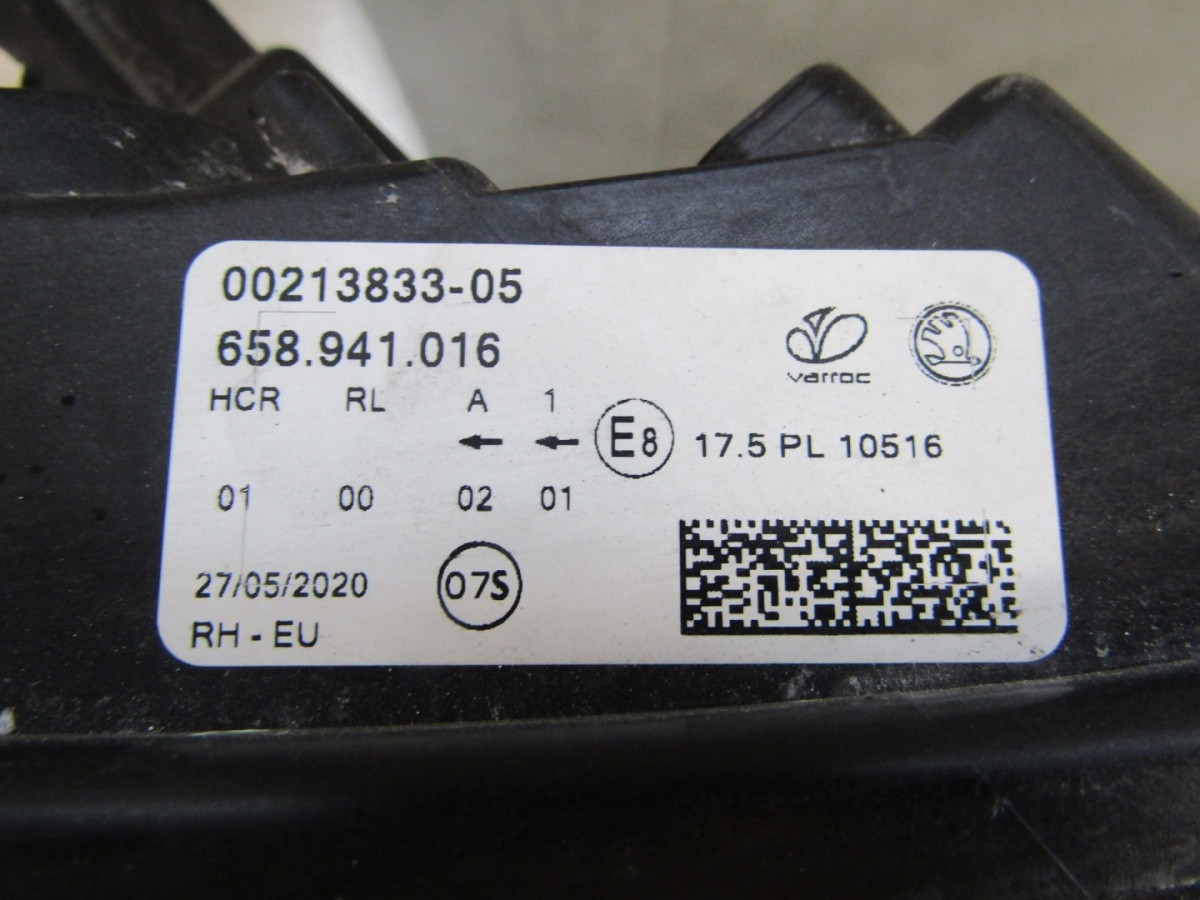 00213833-05
658.941.016
varroc
HCR RL A 1
← ← E8 17.5 PL 10516
01 00 02 01
27/05/2020 07S
RH - EU